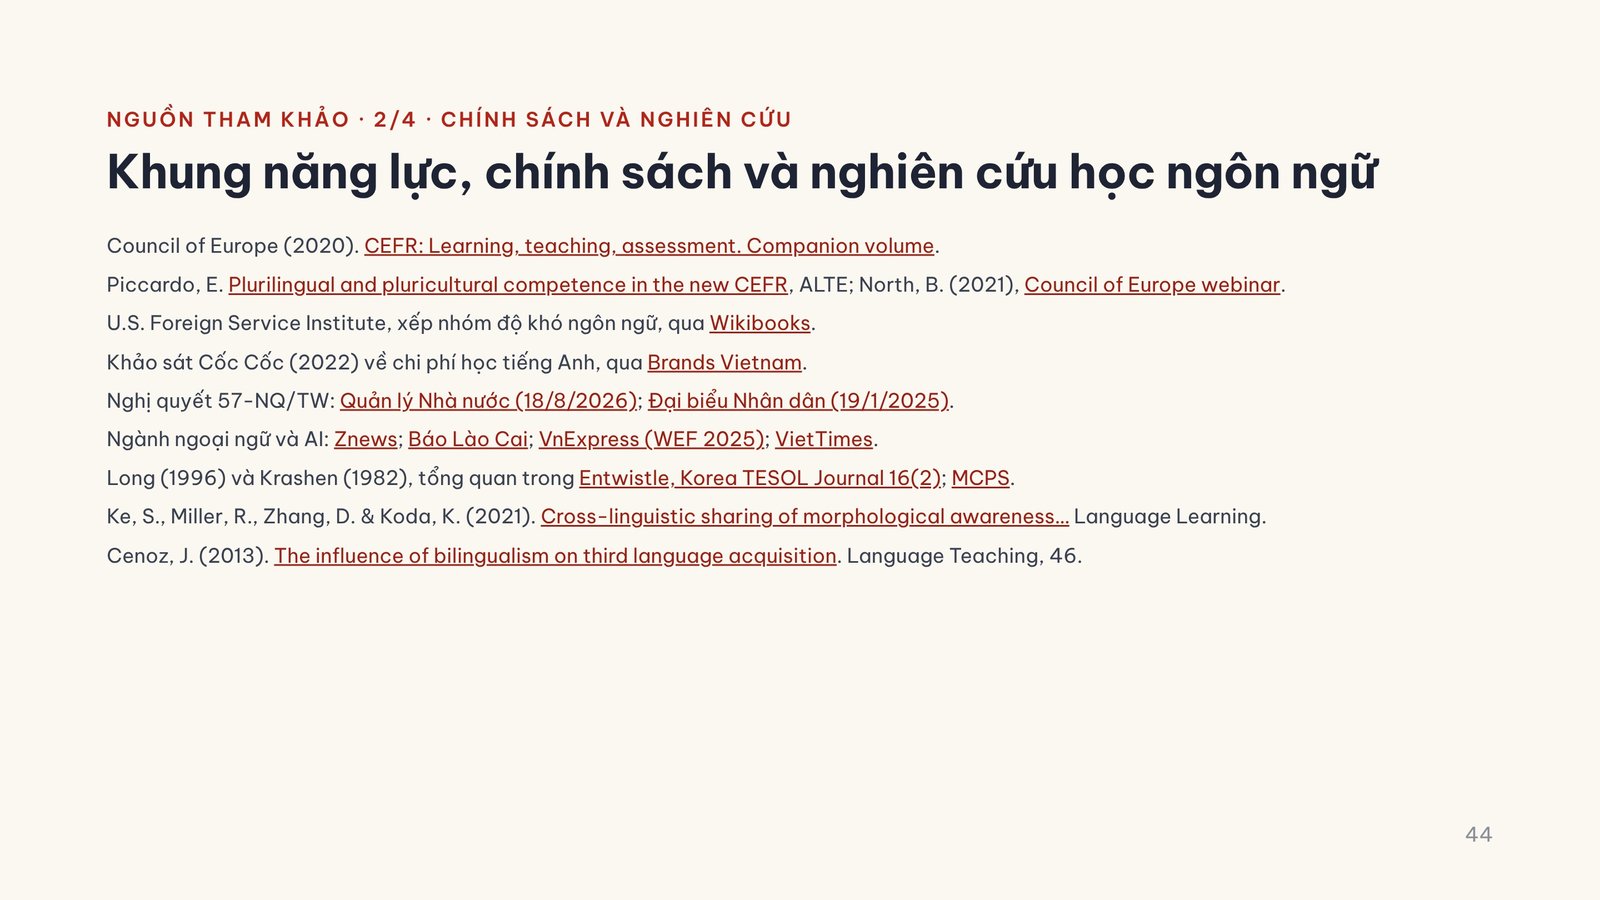 NGUỒN THAM KHẢO · 2/4 · CHÍNH SÁCH VÀ NGHIÊN CỨU
Khung năng lực, chính sách và nghiên cứu học ngôn ngữ
Council of Europe (2020). CEFR: Learning, teaching, assessment. Companion volume.
Piccardo, E. Plurilingual and pluricultural competence in the new CEFR, ALTE; North, B. (2021), Council of Europe webinar.
U.S. Foreign Service Institute, xếp nhóm độ khó ngôn ngữ, qua Wikibooks.
Khảo sát Cốc Cốc (2022) về chi phí học tiếng Anh, qua Brands Vietnam.
Nghị quyết 57-NQ/TW: Quản lý Nhà nước (18/8/2026); Đại biểu Nhân dân (19/1/2025).
Ngành ngoại ngữ và AI: Znews; Báo Lào Cai; VnExpress (WEF 2025); VietTimes.
Long (1996) và Krashen (1982), tổng quan trong Entwistle, Korea TESOL Journal 16(2); MCPS.
Ke, S., Miller, R., Zhang, D. & Koda, K. (2021). Cross-linguistic sharing of morphological awareness... Language Learning.
Cenoz, J. (2013). The influence of bilingualism on third language acquisition. Language Teaching, 46.
44